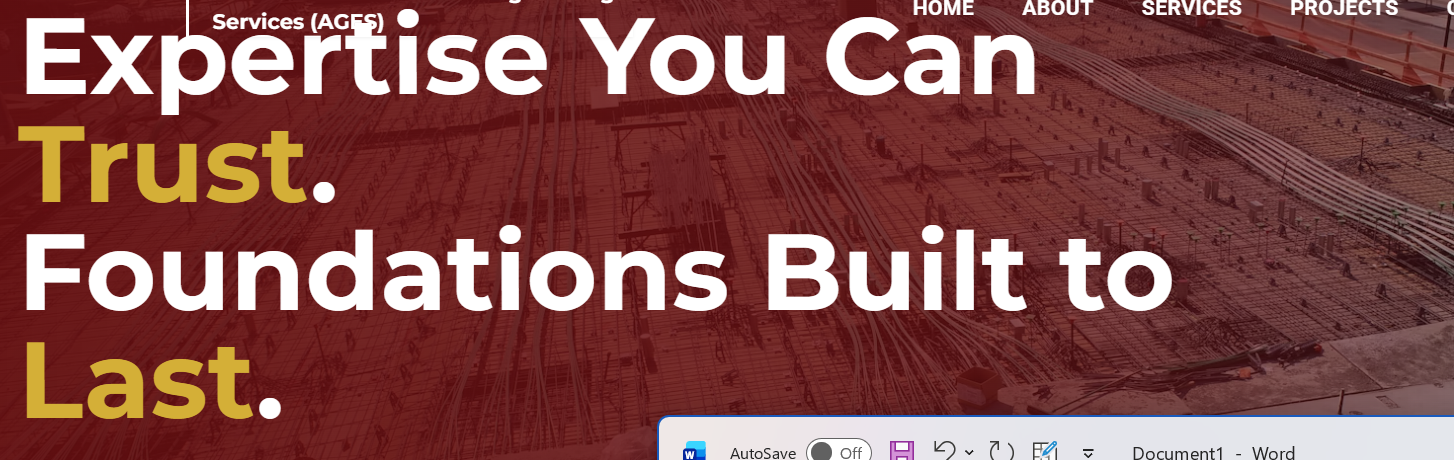 Services (AGES)
HOME ABOUT SERVICES PROJECTS
Expertise You Can
Trust.
Foundations Built to
Last.
AutoSave Off Document1 - Word